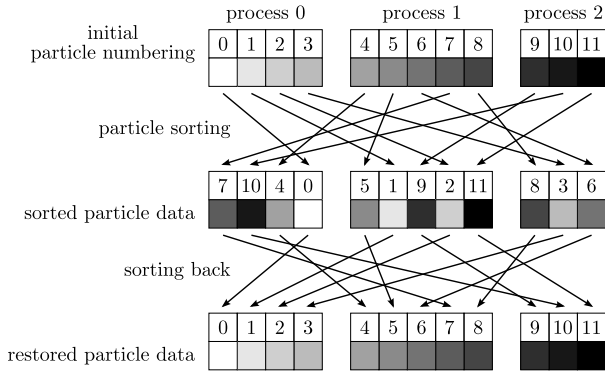 process 0 process 1 process 2
initial
particle numbering
0 1 2 3 4 5 6 7 8 9 10 11
particle sorting
7 10 4 0 5 1 9 2 11 8 3 6
sorted particle data
sorting back
0 1 2 3 4 5 6 7 8 9 10 11
restored particle data